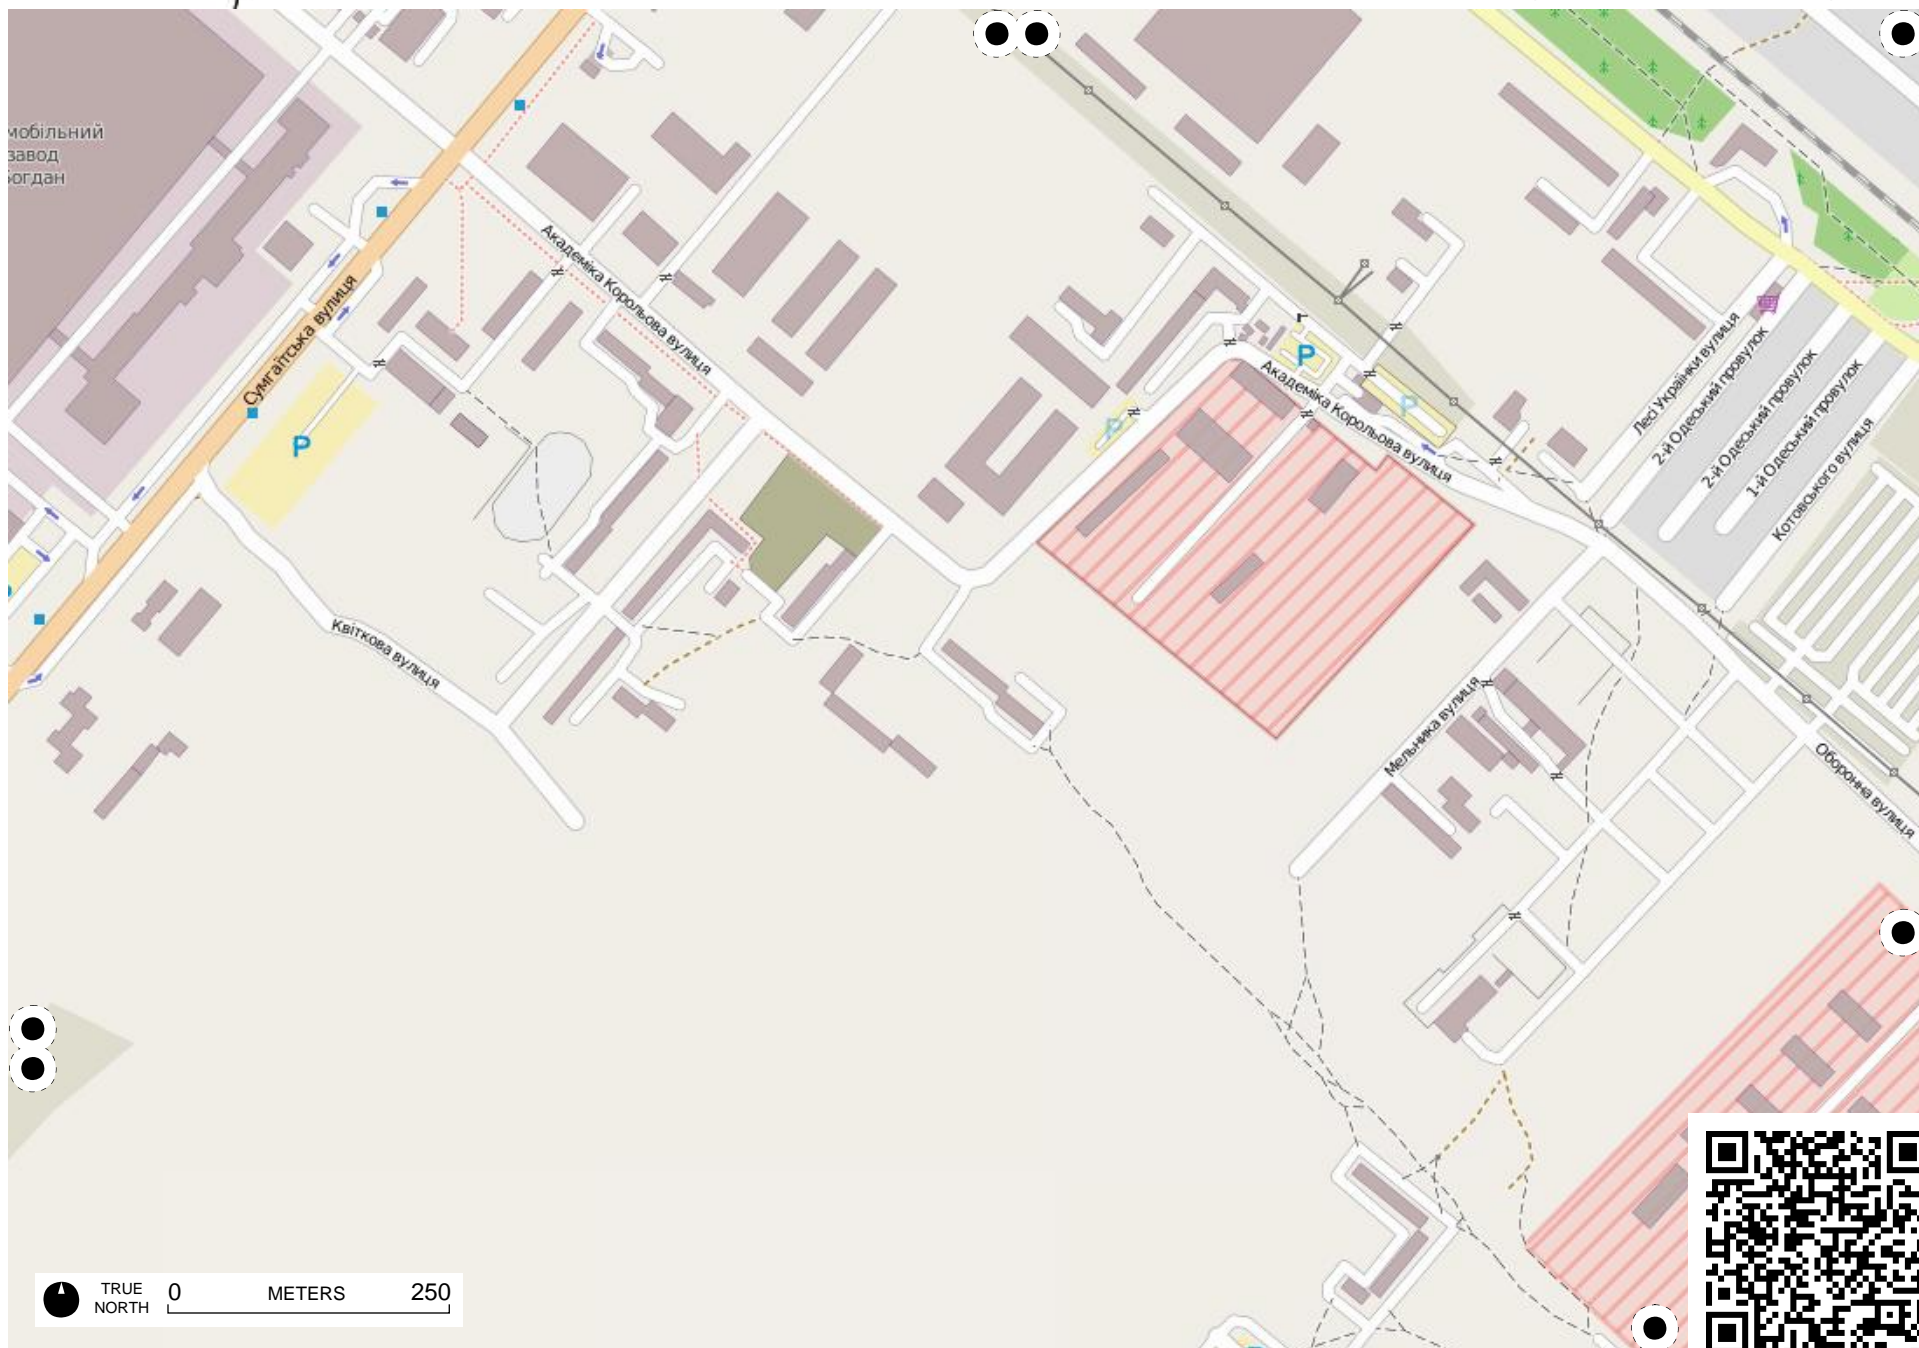 мобільний
завод
Богдан
Сумгаїтська вулиця
Академіка Корольова вулиця
P
P
P
P
Академіка Корольова вулиця
Лесі Українки вулиця
2-й Одеський провулок
2-й Одеський провулок
1-й Одеський провулок
Котовського вулиця
Квіткова вулиця
Мельника вулиця
Оборонна вулиця
TRUE
NORTH
0 METERS 250